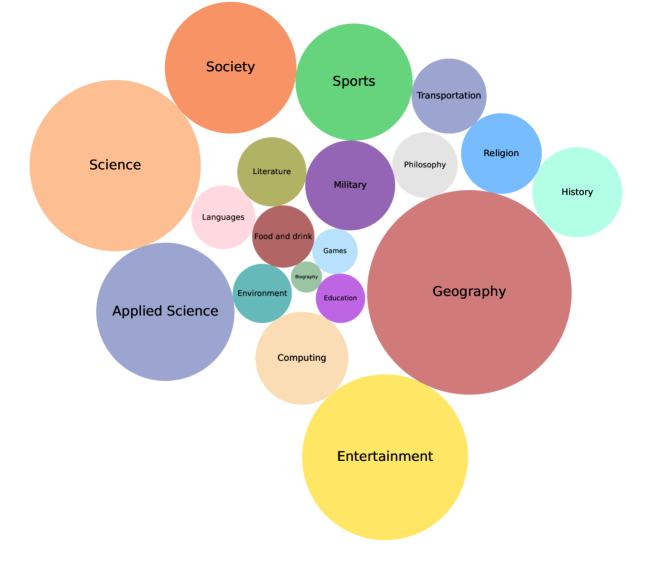 Society
Sports
Transportation
Science
Literature
Military
Philosophy
Religion
History
Languages
Food and drink
Games
Biography
Environment
Education
Geography
Applied Science
Computing
Entertainment